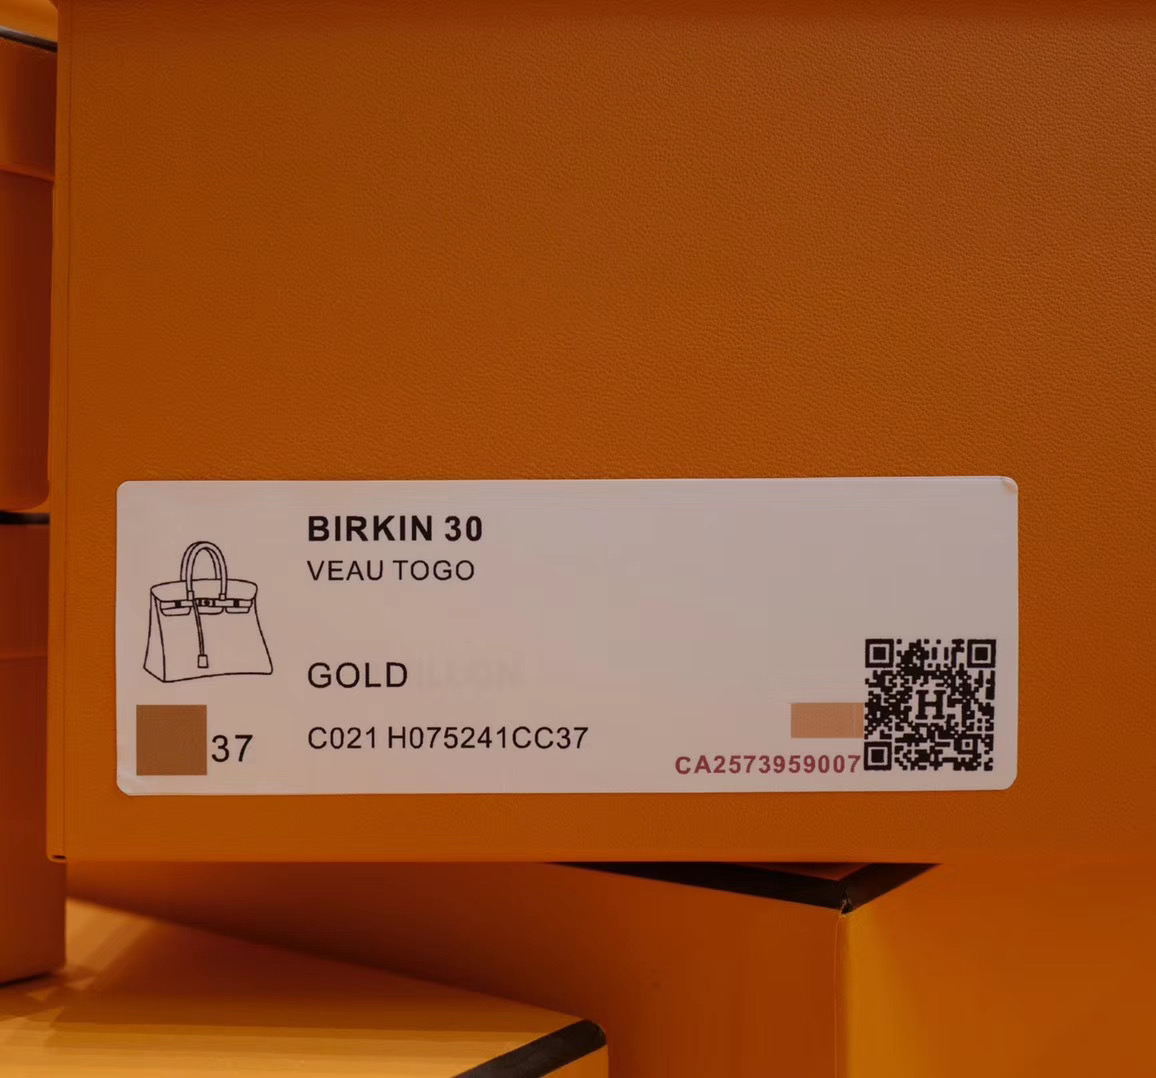 BIRKIN 30
VEAU TOGO
GOLD
37
C021 H075241CC37
CA2573959007
H